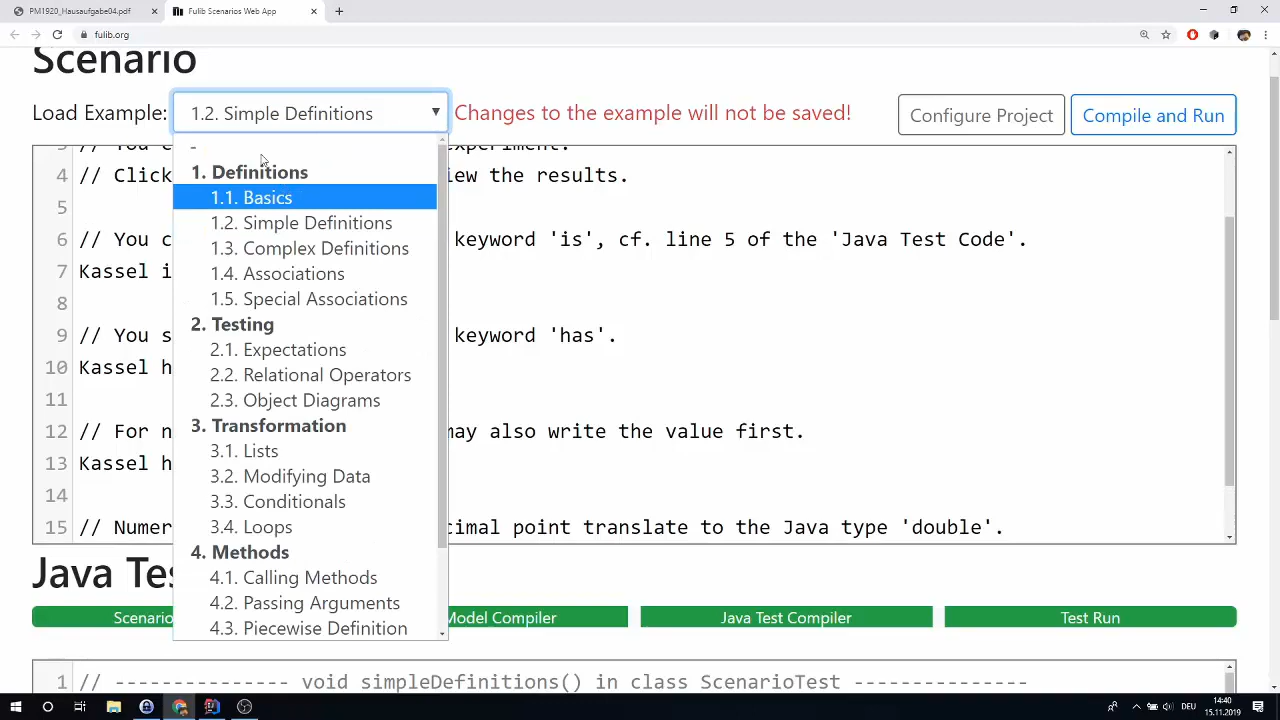 PM1920_Hausaufgabe04.pdf
Fulib Scenarios Web App
fulib.org
Scenario
Load Example: 1.2. Simple Definitions Changes to the example will not be saved! Configure Project Compile and Run
-
1. Definitions
1.1. Basics
1.2. Simple Definitions
1.3. Complex Definitions
1.4. Associations
1.5. Special Associations
2. Testing
2.1. Expectations
2.2. Relational Operators
2.3. Object Diagrams
3. Transformation
3.1. Lists
3.2. Modifying Data
3.3. Conditionals
3.4. Loops
4. Methods
4.1. Calling Methods
4.2. Passing Arguments
4.3. Piecewise Definition
3 // You experiment.
4 // Click iew the results.
5
6 // You c keyword 'is', cf. line 5 of the 'Java Test Code'.
7 Kassel i
8
9 // You s keyword 'has'.
10 Kassel h
11
12 // For n may also write the value first.
13 Kassel h
14
15 // Numer cimal point translate to the Java type 'double'.
Java Tes
Scenario Model Compiler Java Test Compiler Test Run
1 // --------------- void simpleDefinitions() in class ScenarioTest ---------------
DEU
14:40
15.11.2019